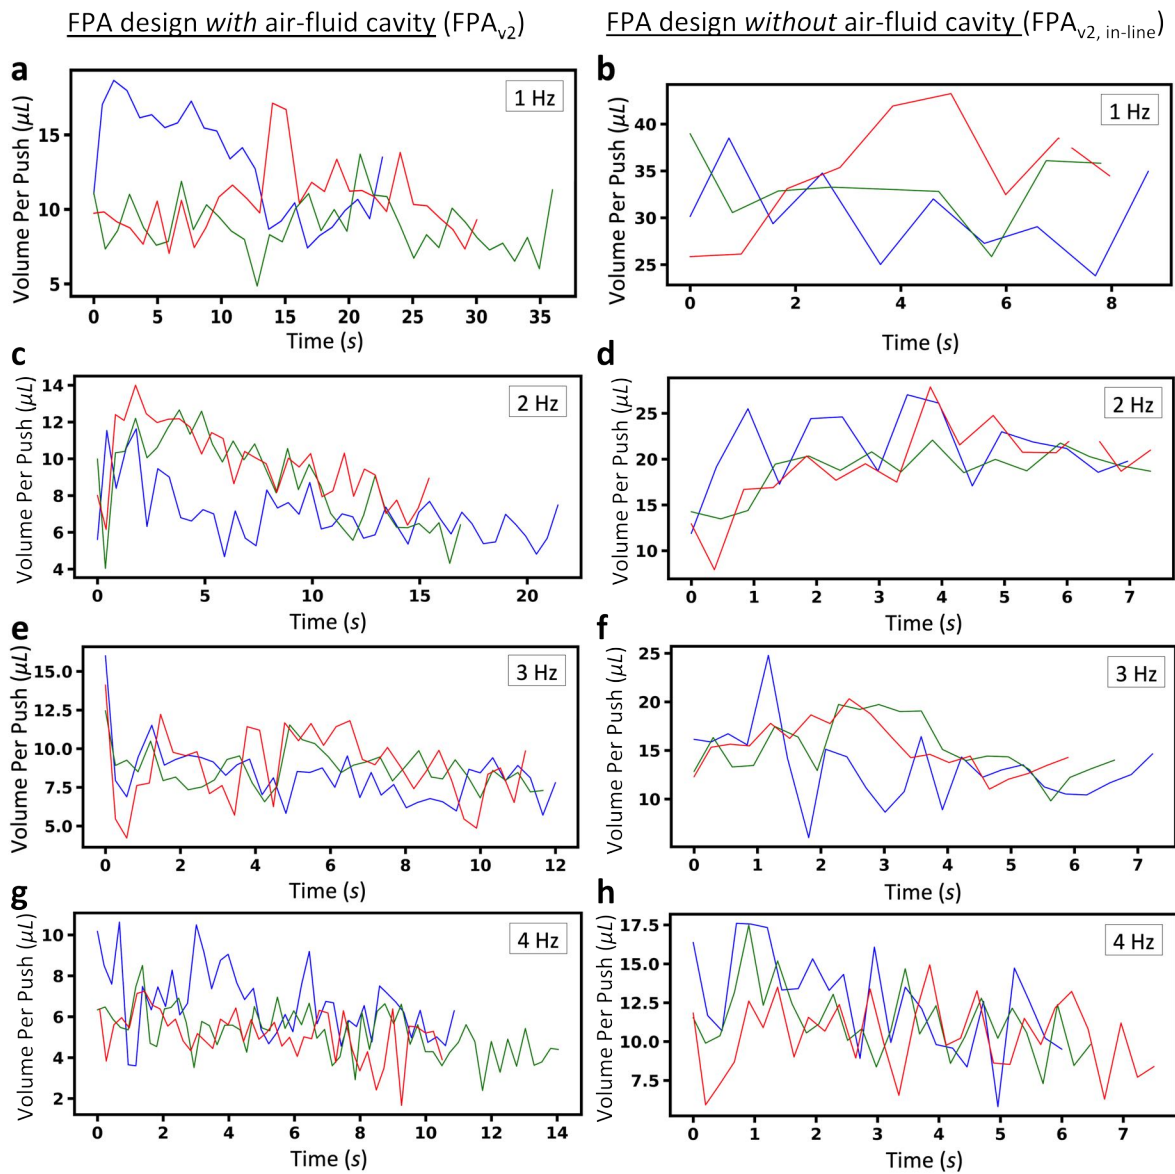 FPA design with air-fluid cavity (FPAv2)
FPA design without air-fluid cavity (FPAv2, in-line)
a
1 Hz
Volume Per Push (μL)
15
10
5
0 5 10 15 20 25 30 35
Time (s)
b
1 Hz
Volume Per Push (μL)
40
35
30
25
0 2 4 6 8
Time (s)
c
2 Hz
Volume Per Push (μL)
14
12
10
8
6
4
0 5 10 15 20
Time (s)
d
2 Hz
Volume Per Push (μL)
25
20
15
10
0 1 2 3 4 5 6 7
Time (s)
e
3 Hz
Volume Per Push (μL)
15.0
12.5
10.0
7.5
5.0
0 2 4 6 8 10 12
Time (s)
f
3 Hz
Volume Per Push (μL)
25
20
15
10
0 1 2 3 4 5 6 7
Time (s)
g
4 Hz
Volume Per Push (μL)
10
8
6
4
2
0 2 4 6 8 10 12 14
Time (s)
h
4 Hz
Volume Per Push (μL)
17.5
15.0
12.5
10.0
7.5
0 1 2 3 4 5 6 7
Time (s)